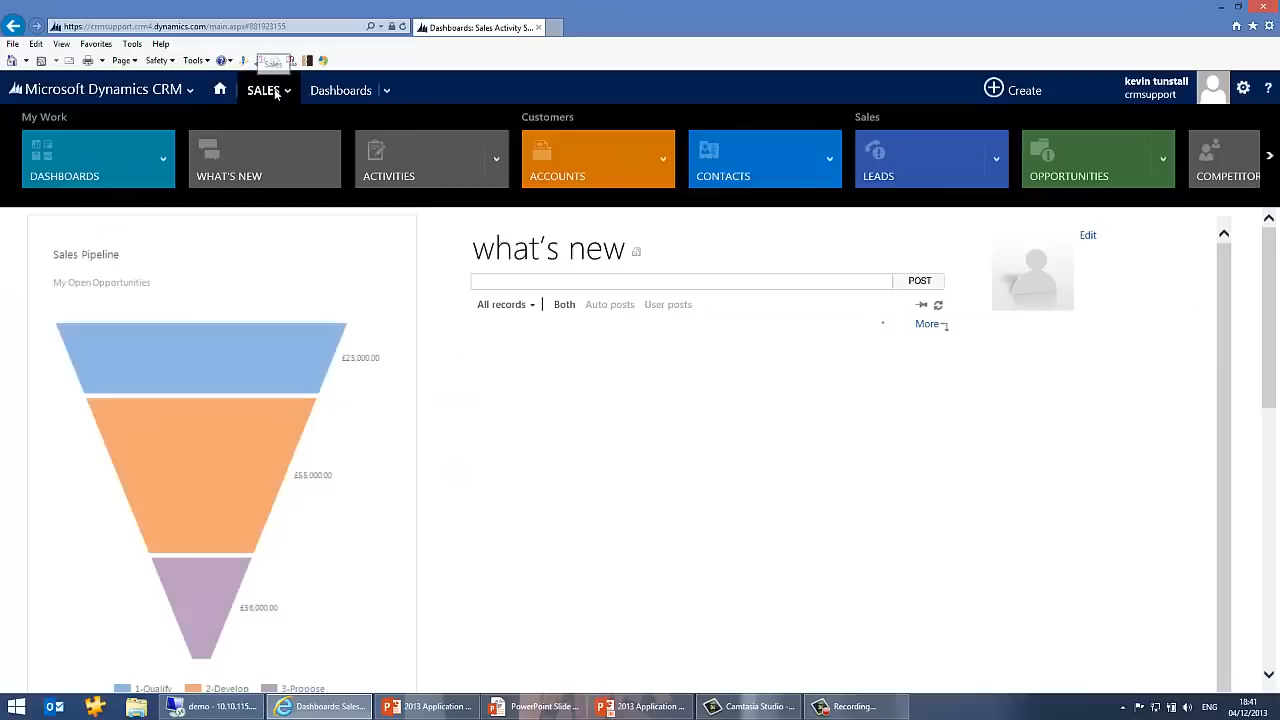 https://crmsupport.crm4.dynamics.com/main.aspx#881923155
Dashboards: Sales Activity S...
File Edit View Favorites Tools Help
Page Safety Tools
Sales
Microsoft Dynamics CRM SALES Dashboards
Create
kevin tunstall
crmsupport
?
My Work Customers Sales
DASHBOARDS WHAT'S NEW ACTIVITIES ACCOUNTS CONTACTS LEADS OPPORTUNITIES COMPETITOR
Sales Pipeline
My Open Opportunities
£25,000.00
£55,000.00
£36,000.00
1-Qualify 2-Develop 3-Propose
what's new
POST
All records Both Auto posts User posts
More
Edit
demo - 10.10.115.... Dashboards: Sales... 2013 Application ... PowerPoint Slide ... 2013 Application ... Camtasia Studio -... Recording...
ENG
18:41
04/12/2013